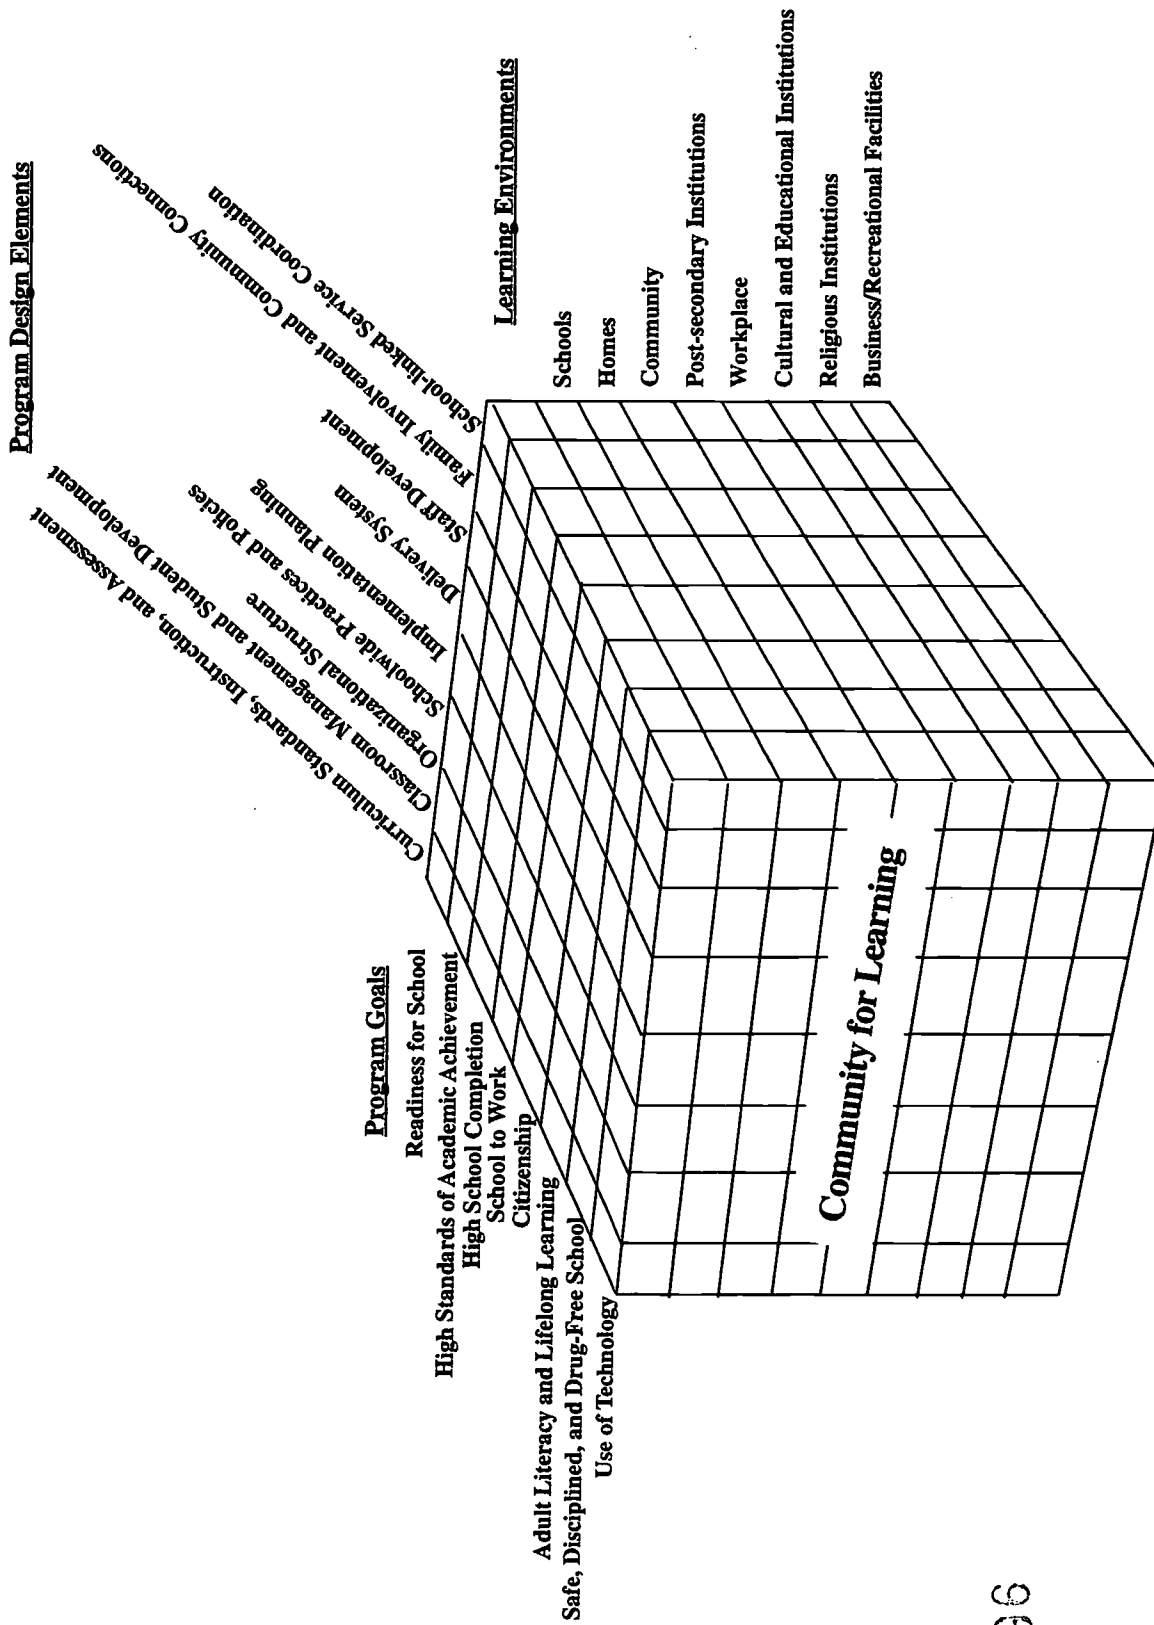 Program Design Elements
Curriculum Standards, Instruction, and Assessment
Classroom Management and Student Development
Organizational Structure
Schoolwide Practices and Policies
Implementation Planning
Delivery System
Staff Development
Family Involvement and Community Connections
School-linked Service Coordination
Program Goals
Readiness for School
High Standards of Academic Achievement
High School Completion
School to Work
Citizenship
Adult Literacy and Lifelong Learning
Safe, Disciplined, and Drug-Free School
Use of Technology
Learning Environments
Schools
Homes
Community
Post-secondary Institutions
Workplace
Cultural and Educational Institutions
Religious Institutions
Business/Recreational Facilities
Community for Learning
96